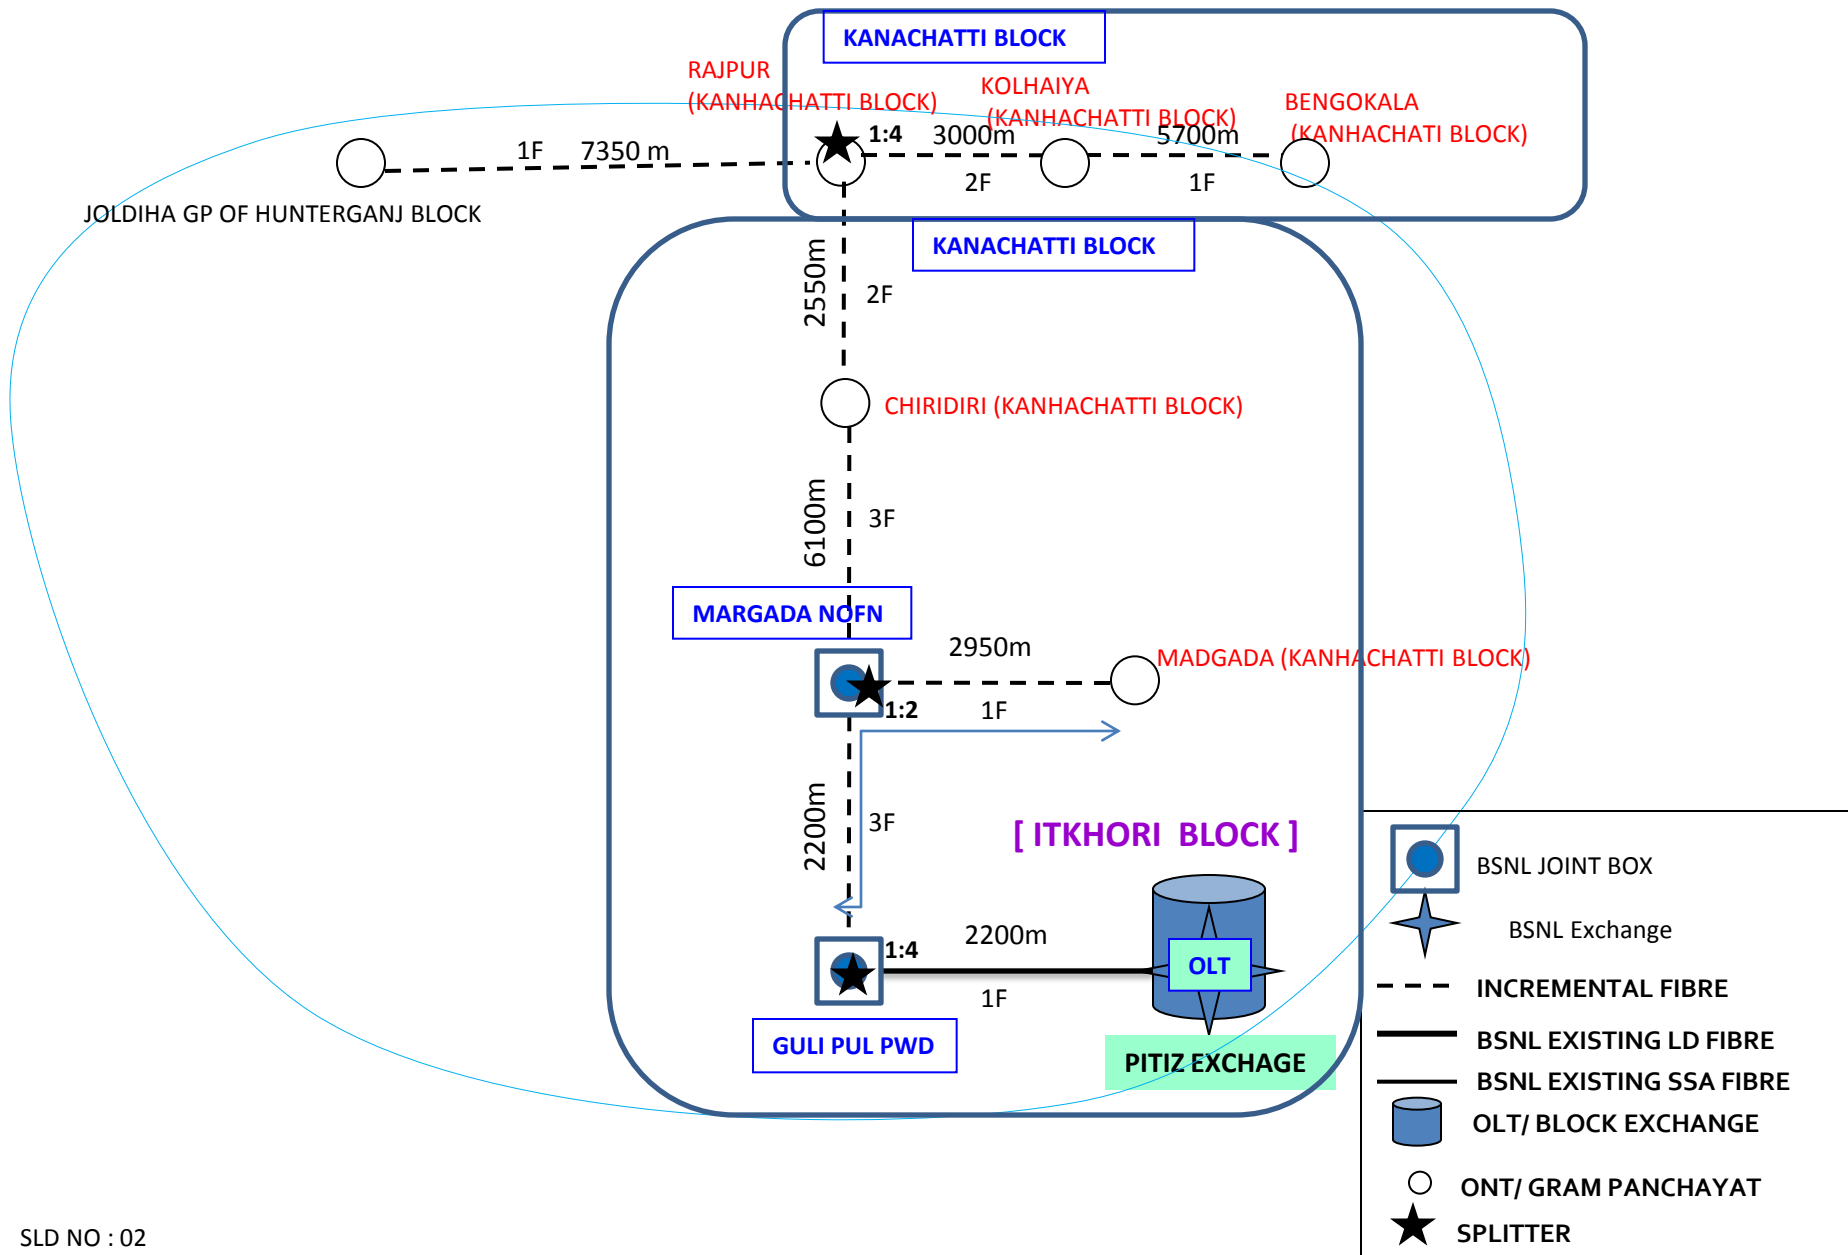 KANACHATTI BLOCK
RAJPUR
(KANHACHATTI BLOCK)
KOLHAIYA
(KANHACHATTI BLOCK)
BENGOKALA
(KANHACHATI BLOCK)
1F 7350 m
1:4
3000m
5700m
2F
1F
JOLDIHA GP OF HUNTERGANJ BLOCK
KANACHATTI BLOCK
2550m
2F
CHIRIDIRI (KANHACHATTI BLOCK)
6100m
3F
MARGADA NOFN
2950m
MADGADA (KANHACHATTI BLOCK)
1:2
1F
2200m
3F
[ ITKHORI BLOCK ]
1:4
2200m
OLT
1F
GULI PUL PWD
PITIZ EXCHAGE
BSNL JOINT BOX
BSNL Exchange
INCREMENTAL FIBRE
BSNL EXISTING LD FIBRE
BSNL EXISTING SSA FIBRE
OLT/ BLOCK EXCHANGE
ONT/ GRAM PANCHAYAT
SPLITTER
SLD NO : 02